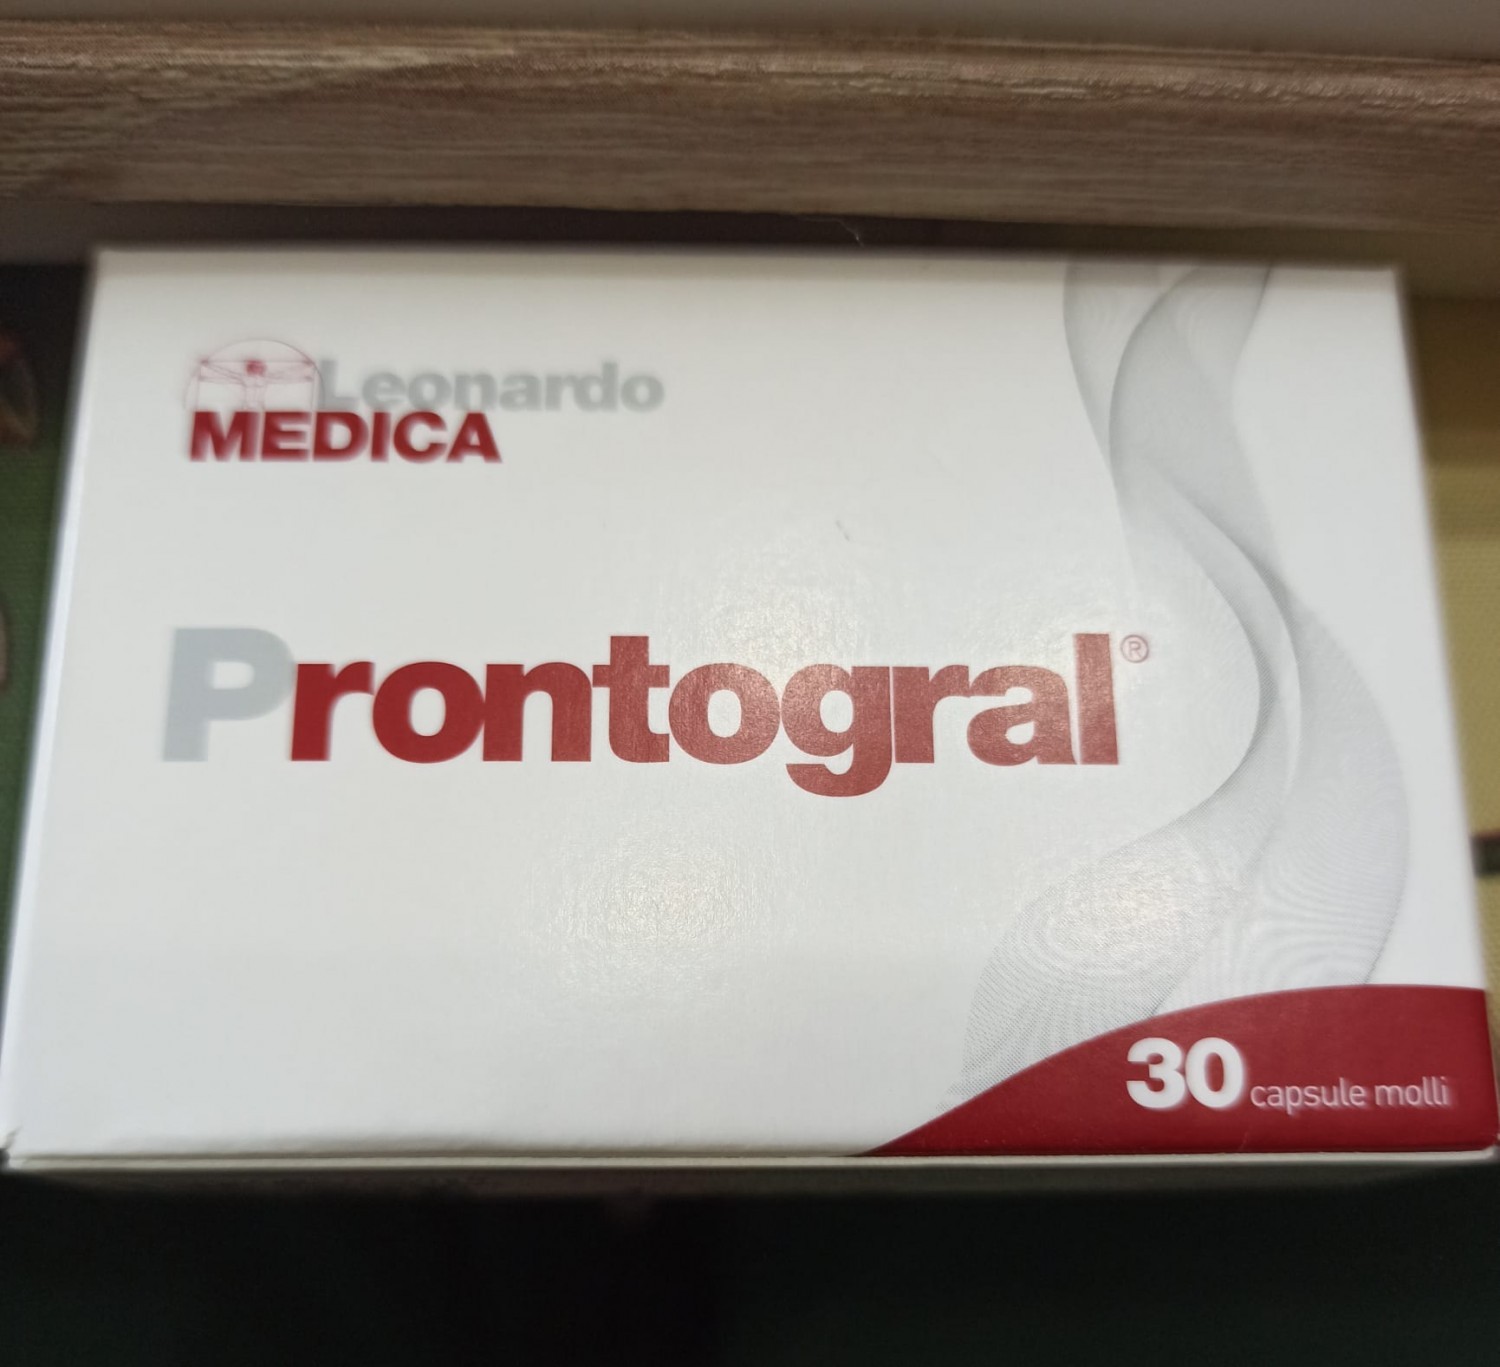 Leonardo
MEDICA
Prontogral®
30 capsule molli